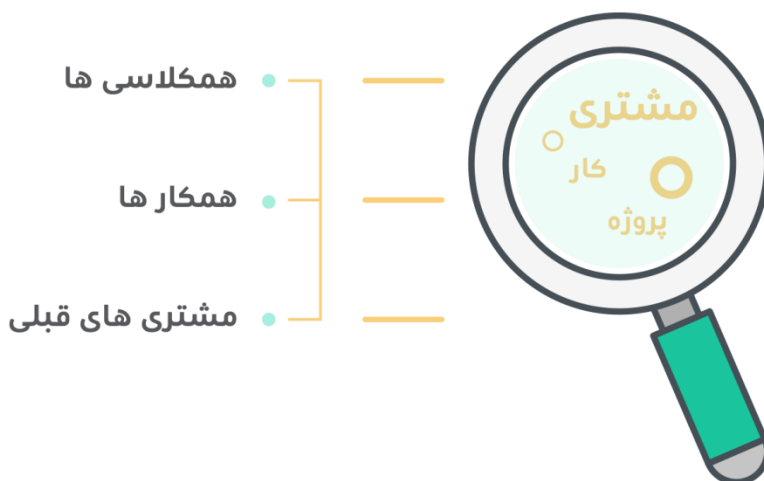 مشتری
کار
پروژه
همکلاسی ها
همکار ها
مشتری های قبلی